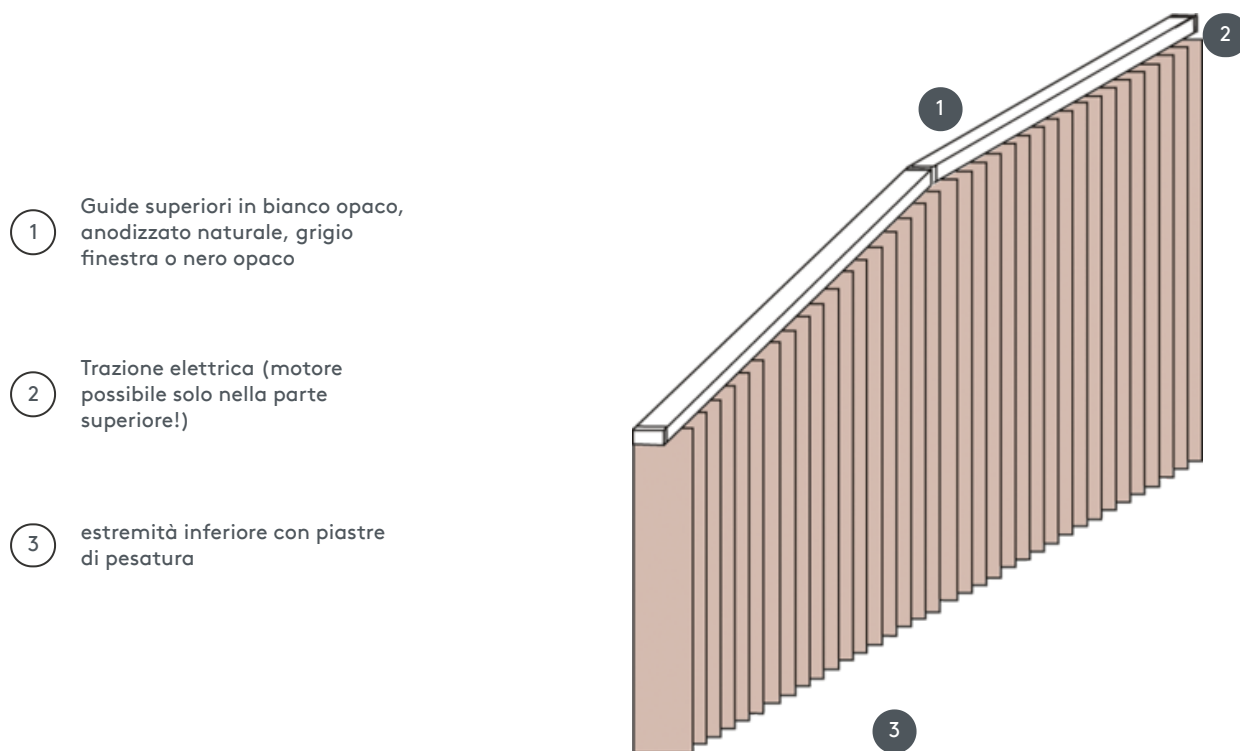 1
Guide superiori in bianco opaco,
anodizzato naturale, grigio
finestra o nero opaco
2
Trazione elettrica (motore
possibile solo nella parte
superiore!)
3
estremità inferiore con piastre
di pesatura
2
1
3